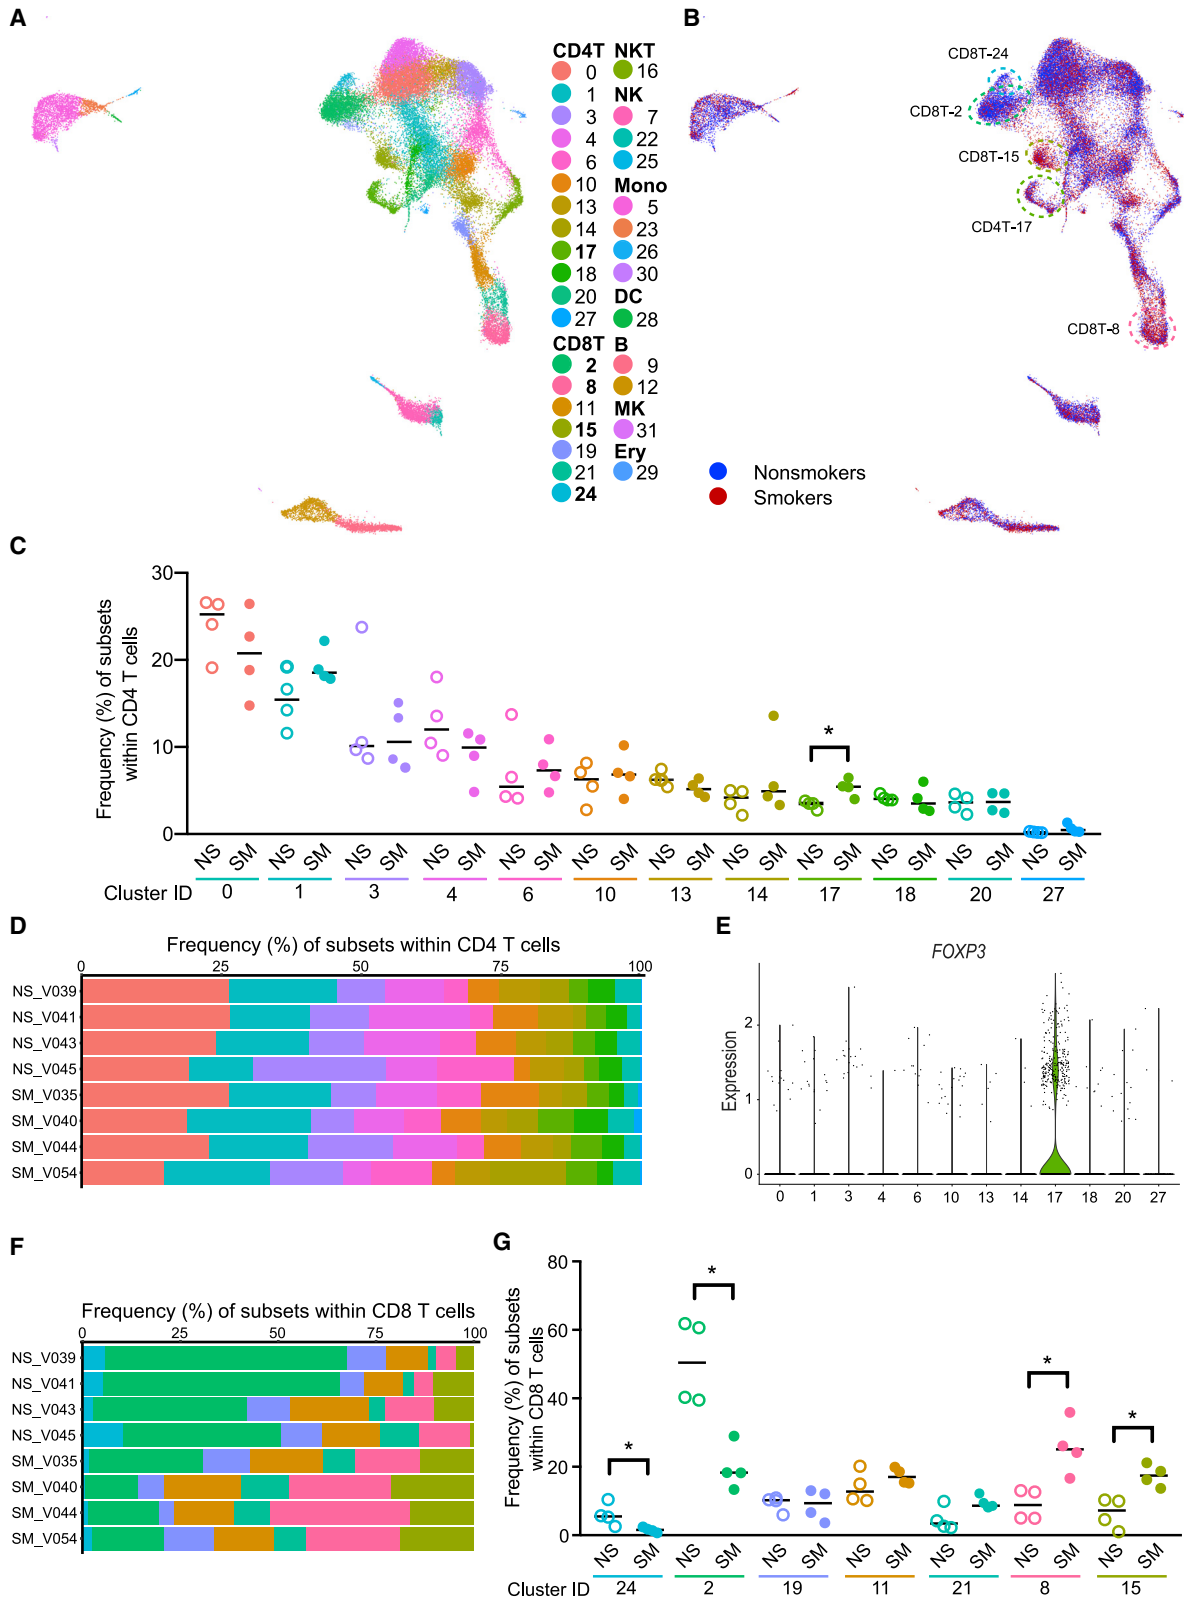 A
CD4T
0
1
3
4
6
10
13
14
17
18
20
27
CD8T
2
8
11
15
19
21
24
NKT
16
NK
7
22
25
Mono
5
23
26
30
DC
28
B
9
12
MK
31
Ery
29
B
CD8T-24
CD8T-2
CD8T-15
CD4T-17
CD8T-8
Nonsmokers
Smokers
C
Frequency (%) of subsets
within CD4 T cells
30
20
10
0
*
NS SM NS SM NS SM NS SM NS SM NS SM NS SM NS SM NS SM NS SM NS SM NS SM
Cluster ID 0 1 3 4 6 10 13 14 17 18 20 27
D
Frequency (%) of subsets within CD4 T cells
0 25 50 75 100
NS_V039
NS_V041
NS_V043
NS_V045
SM_V035
SM_V040
SM_V044
SM_V054
E
FOXP3
Expression
2
1
0
0 1 3 4 6 10 13 14 17 18 20 27
F
Frequency (%) of subsets within CD8 T cells
0 25 50 75 100
NS_V039
NS_V041
NS_V043
NS_V045
SM_V035
SM_V040
SM_V044
SM_V054
G
Frequency (%) of subsets
within CD8 T cells
80
60
40
20
0
* * * *
NS SM NS SM NS SM NS SM NS SM NS SM NS SM
Cluster ID 24 2 19 11 21 8 15